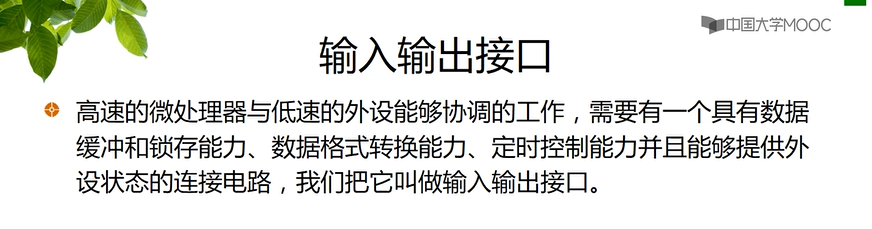 中国大学MOOC
输入输出接口
高速的微处理器与低速的外设能够协调的工作，需要有一个具有数据
缓冲和锁存能力、数据格式转换能力、定时控制能力并且能够提供外
设状态的连接电路，我们把它叫做输入输出接口。